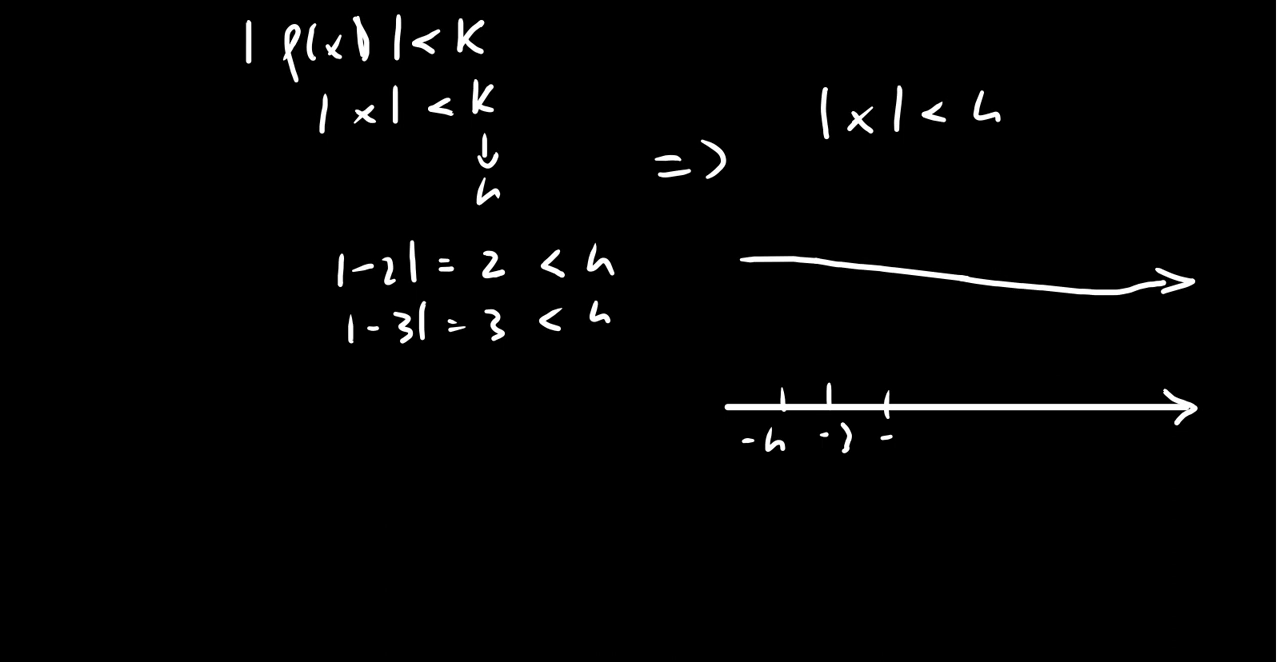 | f(x) | < K
| x | < K
↓
4
=> | x | < 4
|-2| = 2 < 4
|-3| = 3 < 4
-4 -3 -